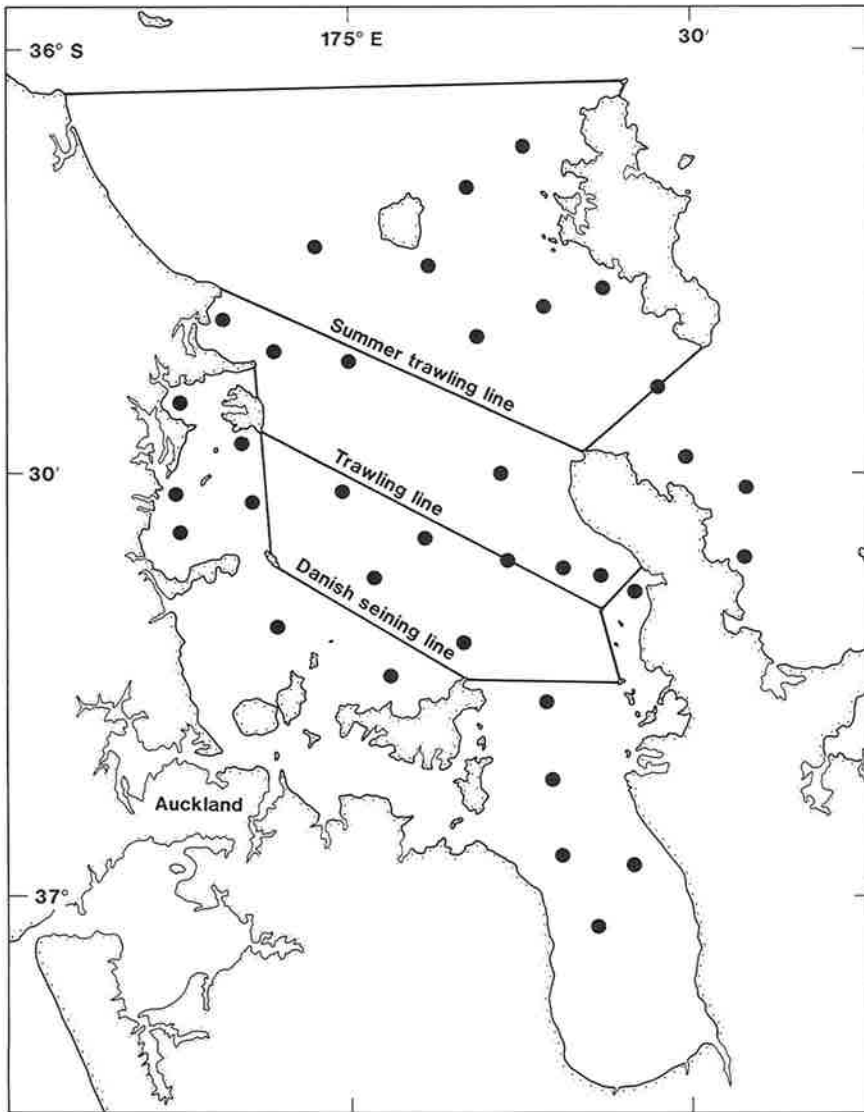 36° S
175° E
30'
Summer trawling line
30'
Trawling line
Danish seining line
Auckland
37°